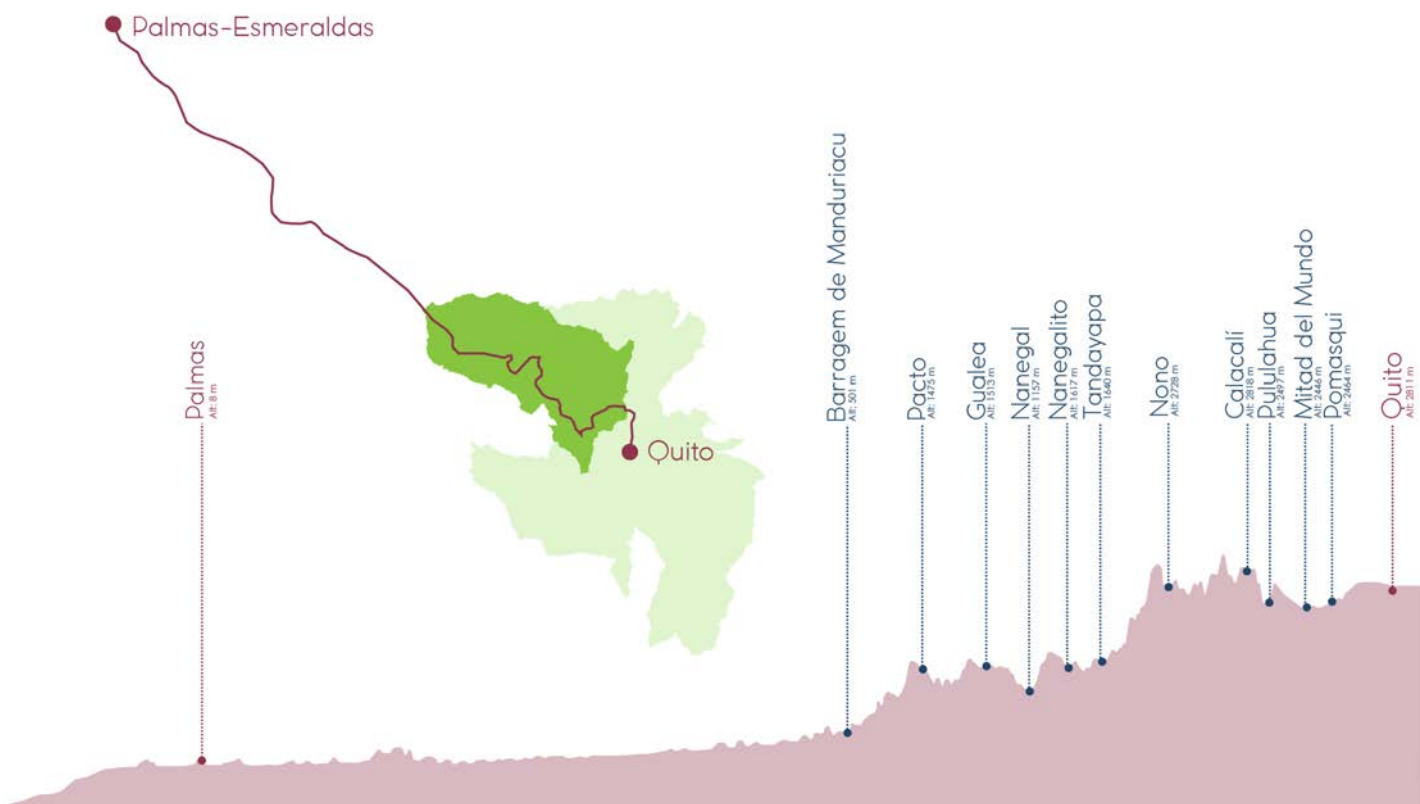 Palmas-Esmeraldas
Quito
Palmas
Alt: 8 m
Barragem de Manduriacu
Alt: 501 m
Pacto
Alt: 1475 m
Gualea
Alt: 1513 m
Nanegal
Alt: 1157 m
Nanegalito
Alt: 1617 m
Tandayapa
Alt: 1640 m
Nono
Alt: 2728 m
Calacalí
Alt: 2818 m
Pululahua
Alt: 2497 m
Mitad del Mundo
Alt: 2446 m
Pomasqui
Alt: 2464 m
Quito
Alt: 2811 m